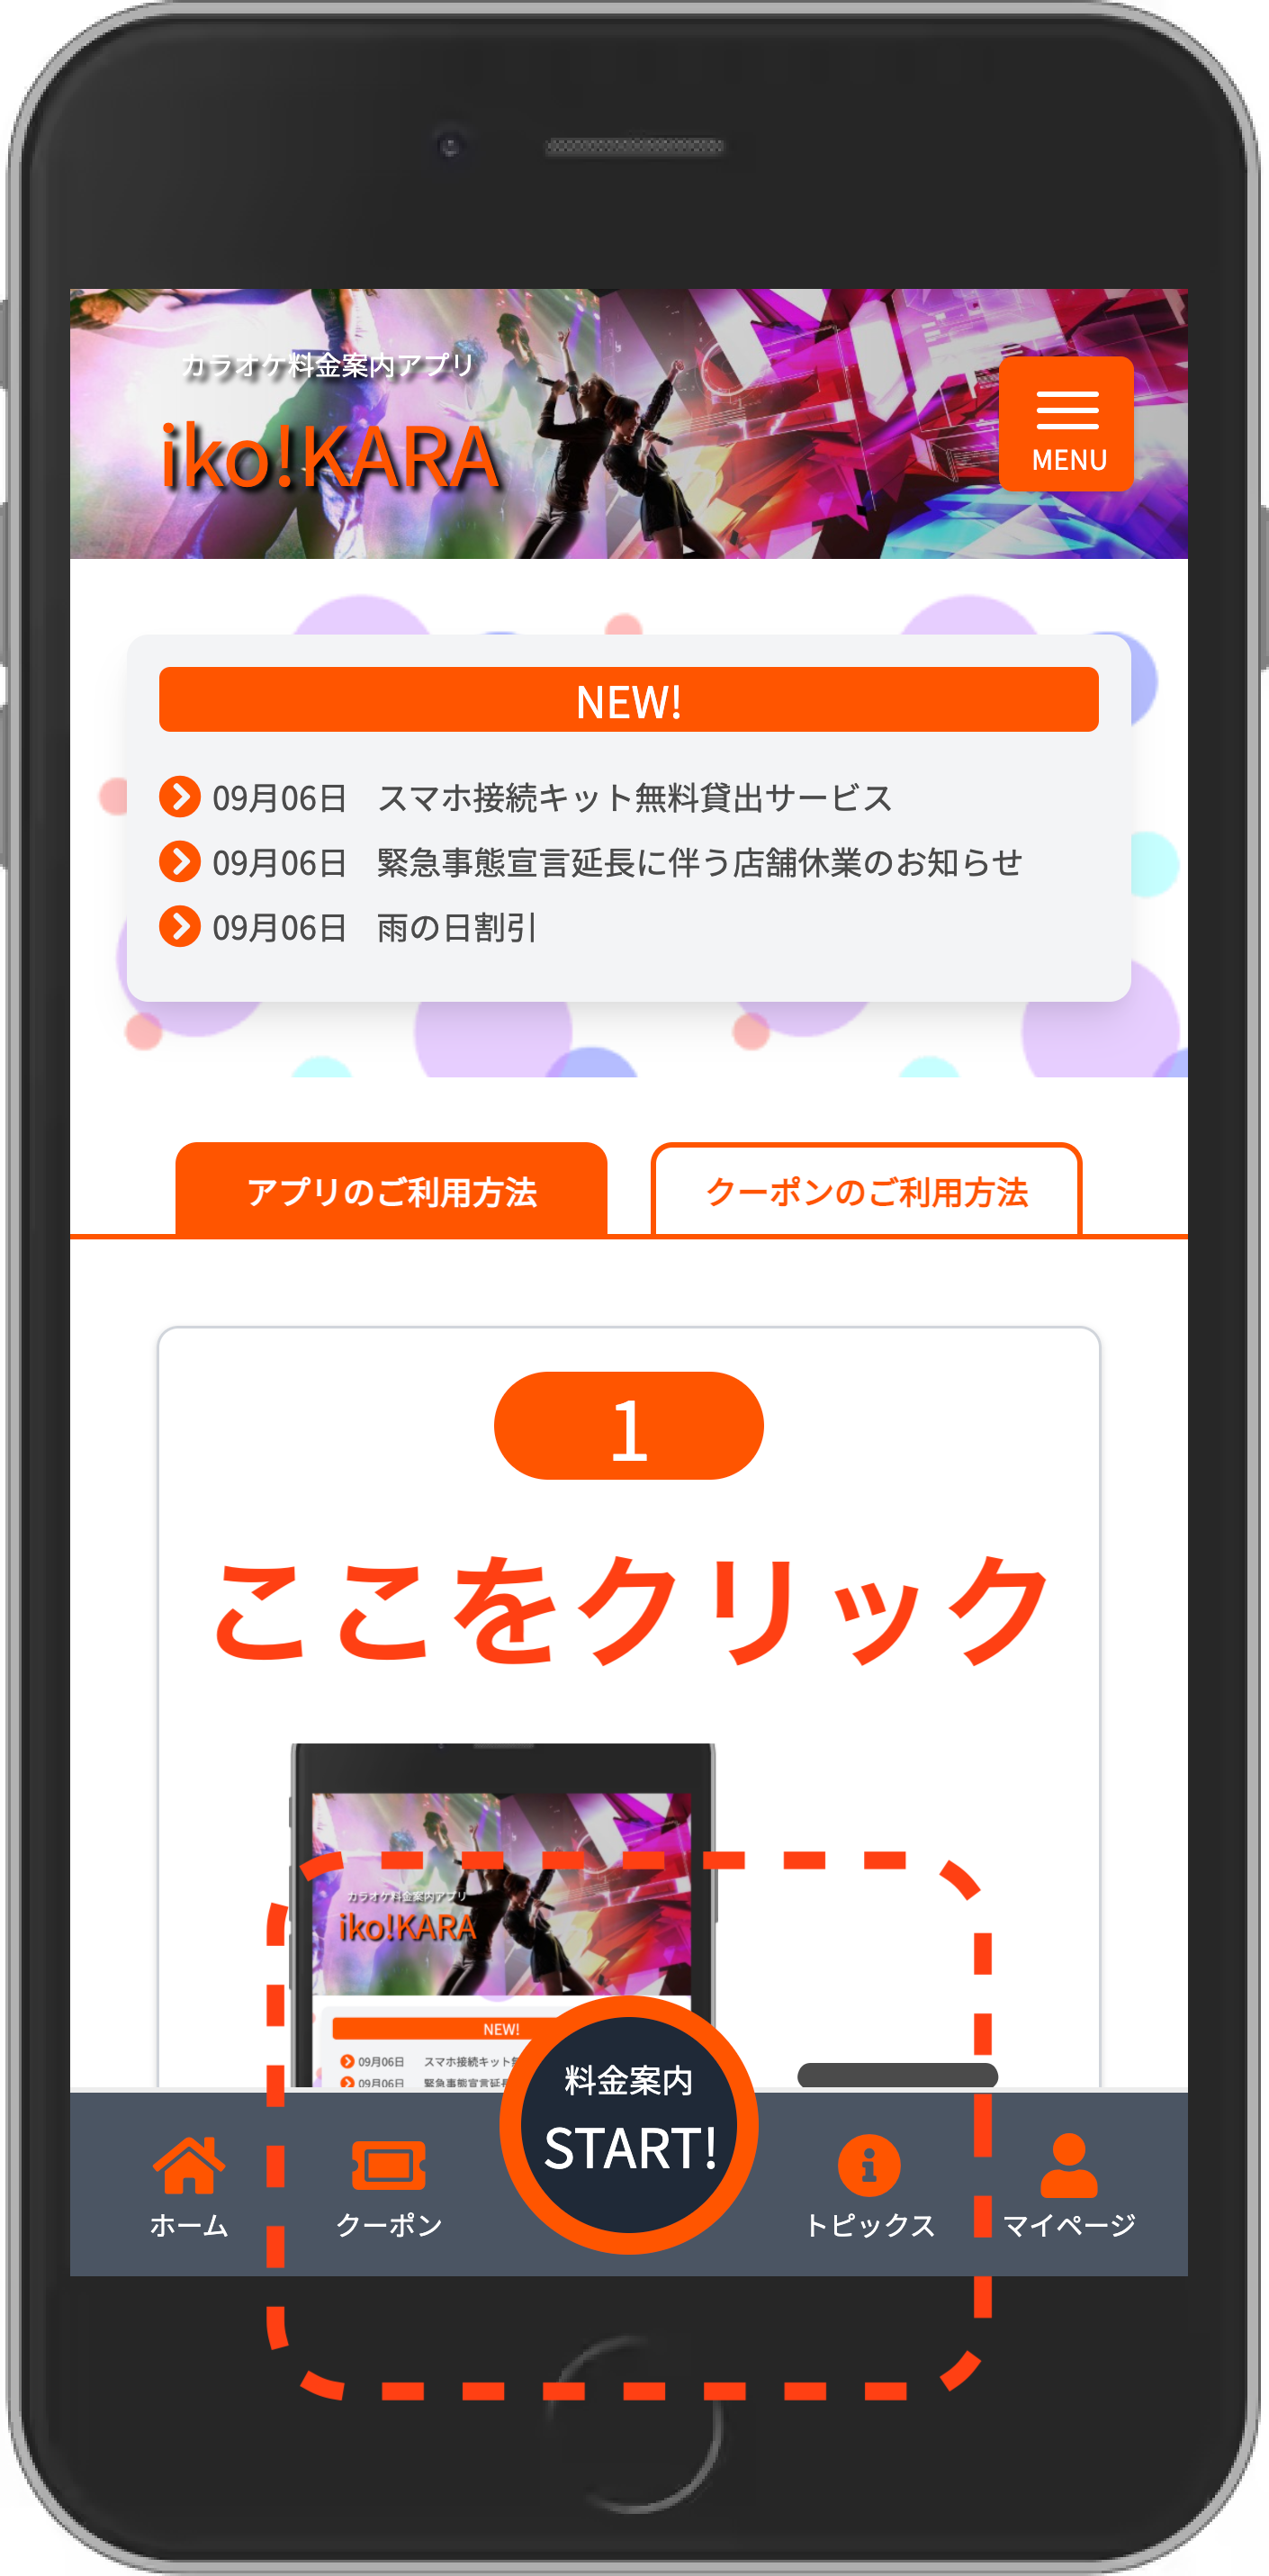 カラオケ料金案内アプリ
iko!KARA
MENU
NEW!
09月06日 スマホ接続キット無料貸出サービス
09月06日 緊急事態宣言延長に伴う店舗休業のお知らせ
09月06日 雨の日割引
アプリのご利用方法
クーポンのご利用方法
1
ここをクリック
カラオケ料金案内アプリ
iko!KARA
NEW!
09月06日 スマホ接続キット
09月06日 緊急事態宣言延
料金案内
START!
ホーム
クーポン
トピックス
マイページ